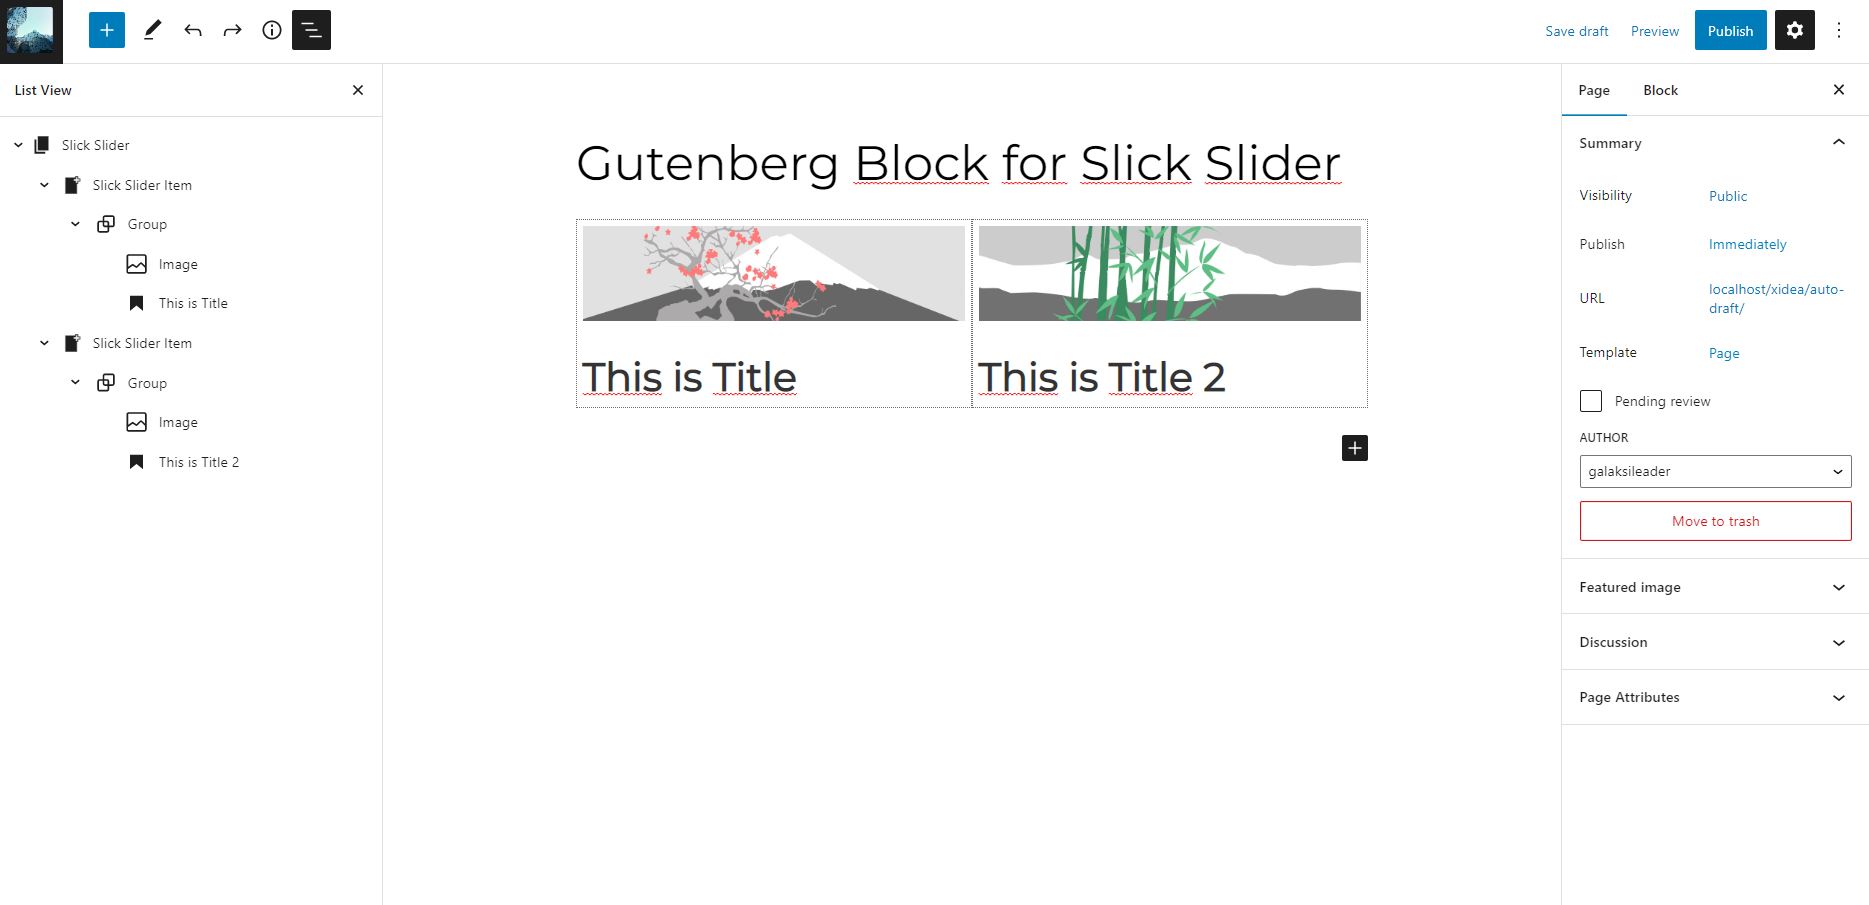 Save draft
Preview
Publish
List View
Slick Slider
Slick Slider Item
Group
Image
This is Title
Slick Slider Item
Group
Image
This is Title 2
Gutenberg Block for Slick Slider
This is Title
This is Title 2
Page
Block
Summary
Visibility
Public
Publish
Immediately
URL
localhost/xidea/auto-
draft/
Template
Page
Pending review
AUTHOR
galaksileader
Move to trash
Featured image
Discussion
Page Attributes